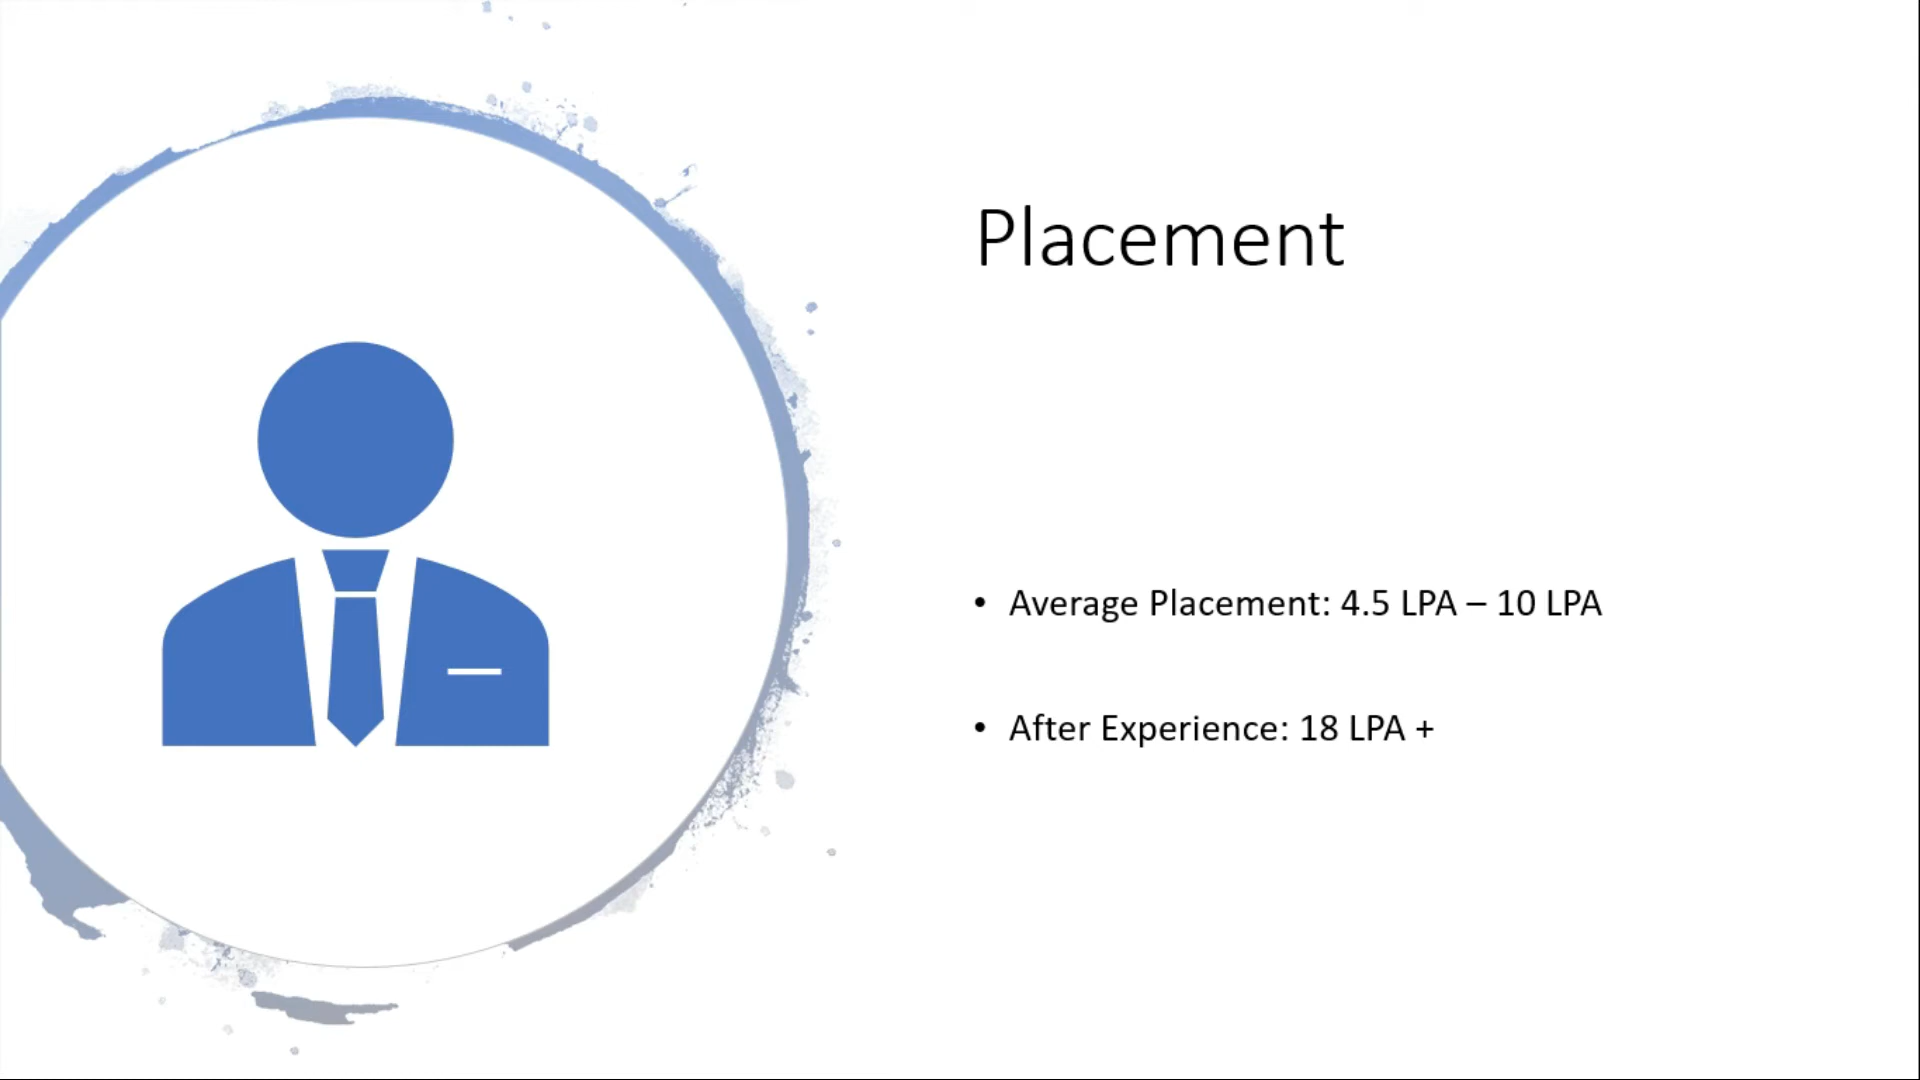 Placement
• Average Placement: 4.5 LPA – 10 LPA
• After Experience: 18 LPA +